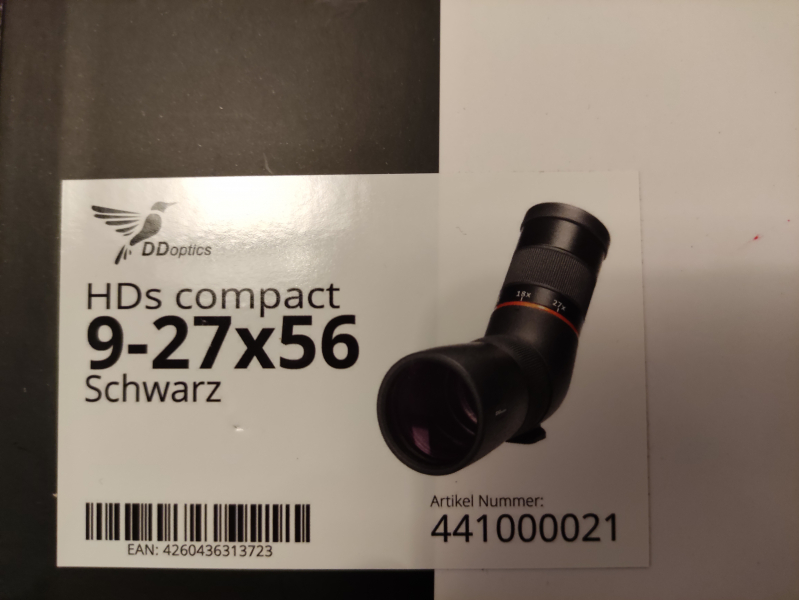 DDoptics
HDs compact
9-27x56
Schwarz
18x 27x
Artikel Nummer:
441000021
EAN: 4260436313723